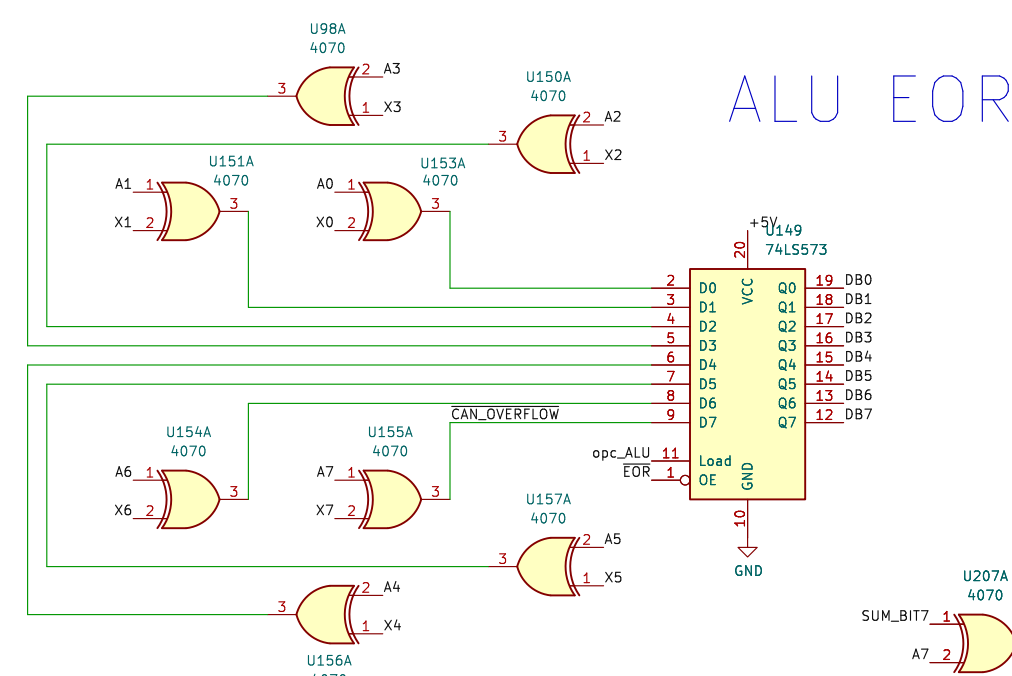 U98A
4070
3
2
A3
1
X3
ALU EOR
U150A
4070
3
2
A2
1
X2
U151A
4070
A1
1
X1
2
3
U153A
4070
A0
1
X0
2
3
+5V
U149
74LS573
20
VCC
2 D0 Q0 19 DB0
3 D1 Q1 18 DB1
4 D2 Q2 17 DB2
5 D3 Q3 16 DB3
6 D4 Q4 15 DB4
7 D5 Q5 14 DB5
8 D6 Q6 13 DB6
9 D7 Q7 12 DB7
CAN_OVERFLOW
opc_ALU 11 Load
EOR 1 OE
GND
10
GND
U154A
4070
A6
1
X6
2
3
U155A
4070
A7
1
X7
2
3
U157A
4070
3
2
A5
1
X5
3
2
A4
1
X4
U156A
4070
U207A
4070
SUM_BIT7
1
A7
2